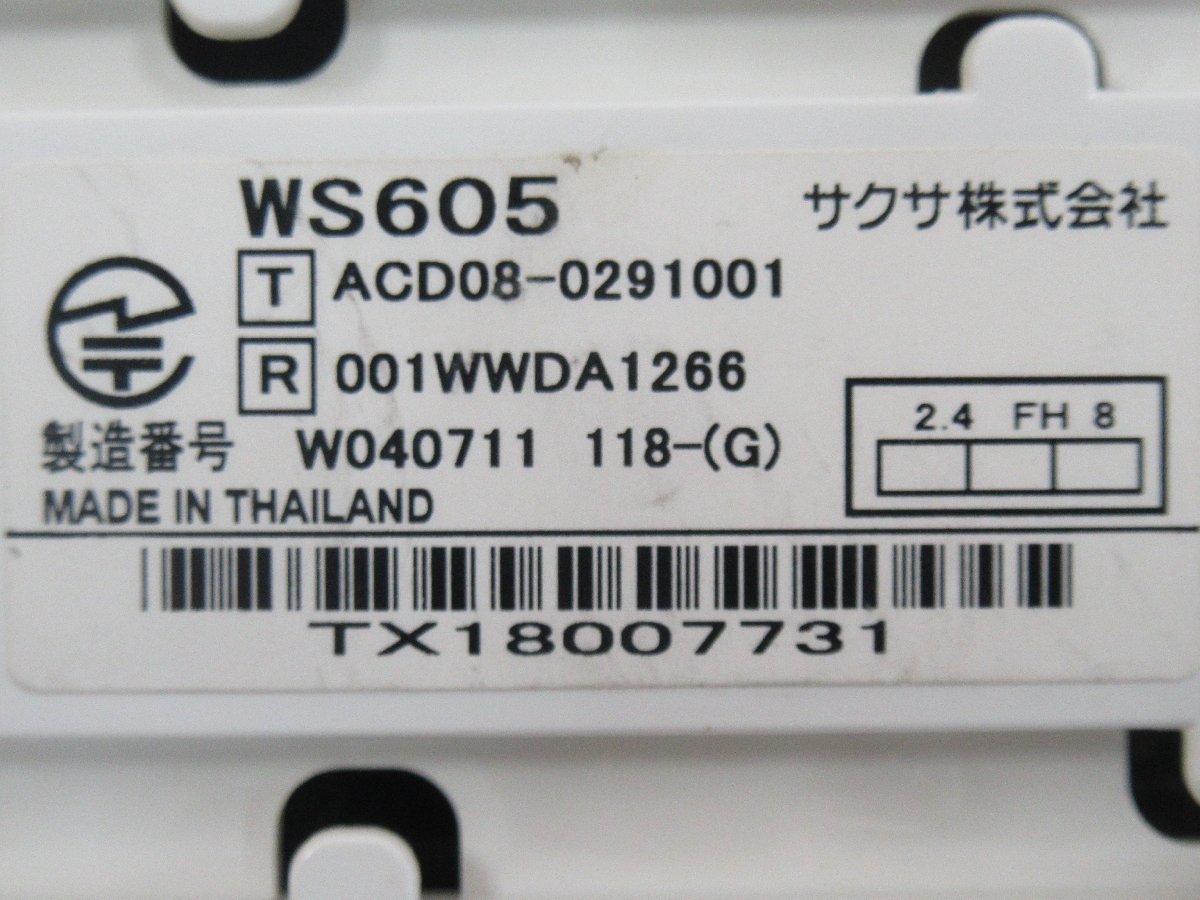 WS605 サクサ株式会社
T ACD08-0291001
R 001WWDA1266
2.4 FH 8
製造番号 W040711 118-(G)
MADE IN THAILAND
TX18007731